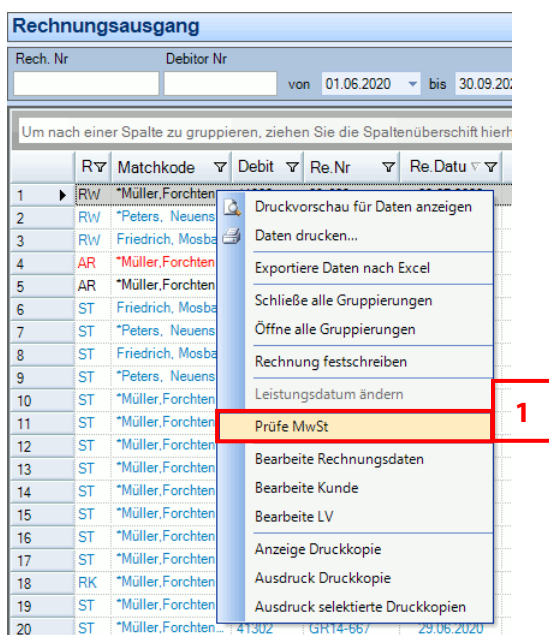 Rechnungsausgang
Rech. Nr Debitor Nr
von 01.06.2020 bis 30.09.202
Um nach einer Spalte zu gruppieren, ziehen Sie die Spaltenüberschift hierh
R Matchkode Debit Re.Nr Re.Datu
1 RW *Müller,Forchten
2 RW *Peters, Neuens
3 RW Friedrich, Mosba
4 AR *Müller,Forchten
5 AR *Müller,Forchten
6 ST Friedrich, Mosba
7 ST *Peters, Neuens
8 ST Friedrich, Mosba
9 ST *Peters, Neuens
10 ST *Müller,Forchten
11 ST *Müller,Forchten
12 ST *Müller,Forchten
13 ST *Müller,Forchten
14 ST *Müller,Forchten
15 ST *Müller,Forchten
16 ST *Müller,Forchten
17 ST *Müller,Forchten
18 RK *Müller,Forchten
19 ST *Müller,Forchten
20 ST *Müller,Forchten... 41302 GR14-667 29.06.2020
Druckvorschau für Daten anzeigen
Daten drucken...
Exportiere Daten nach Excel
Schließe alle Gruppierungen
Öffne alle Gruppierungen
Rechnung festschreiben
Leistungsdatum ändern
Prüfe MwSt
1
Bearbeite Rechnungsdaten
Bearbeite Kunde
Bearbeite LV
Anzeige Druckkopie
Ausdruck Druckkopie
Ausdruck selektierte Druckkopien